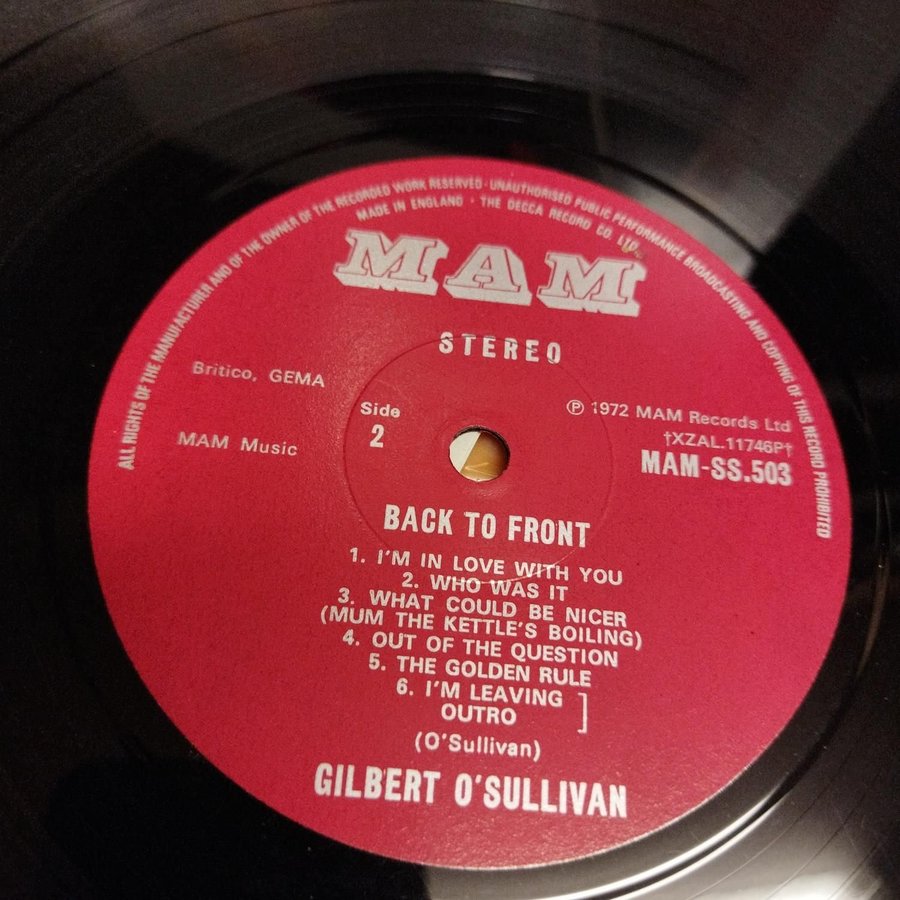 ALL RIGHTS OF THE MANUFACTURER AND OF THE OWNER OF THE RECORDED WORK RESERVED · UNAUTHORISED PUBLIC PERFORMANCE BROADCASTING AND COPYING OF THIS RECORD PROHIBITED
MADE IN ENGLAND · THE DECCA RECORD CO. LTD.
MAM
STEREO
Britico, GEMA
MAM Music
Side
2
℗ 1972 MAM Records Ltd
†XZAL.11746P†
MAM-SS.503
BACK TO FRONT
1. I'M IN LOVE WITH YOU
2. WHO WAS IT
3. WHAT COULD BE NICER
(MUM THE KETTLE'S BOILING)
4. OUT OF THE QUESTION
5. THE GOLDEN RULE
6. I'M LEAVING
OUTRO ]
(O'Sullivan)
GILBERT O'SULLIVAN